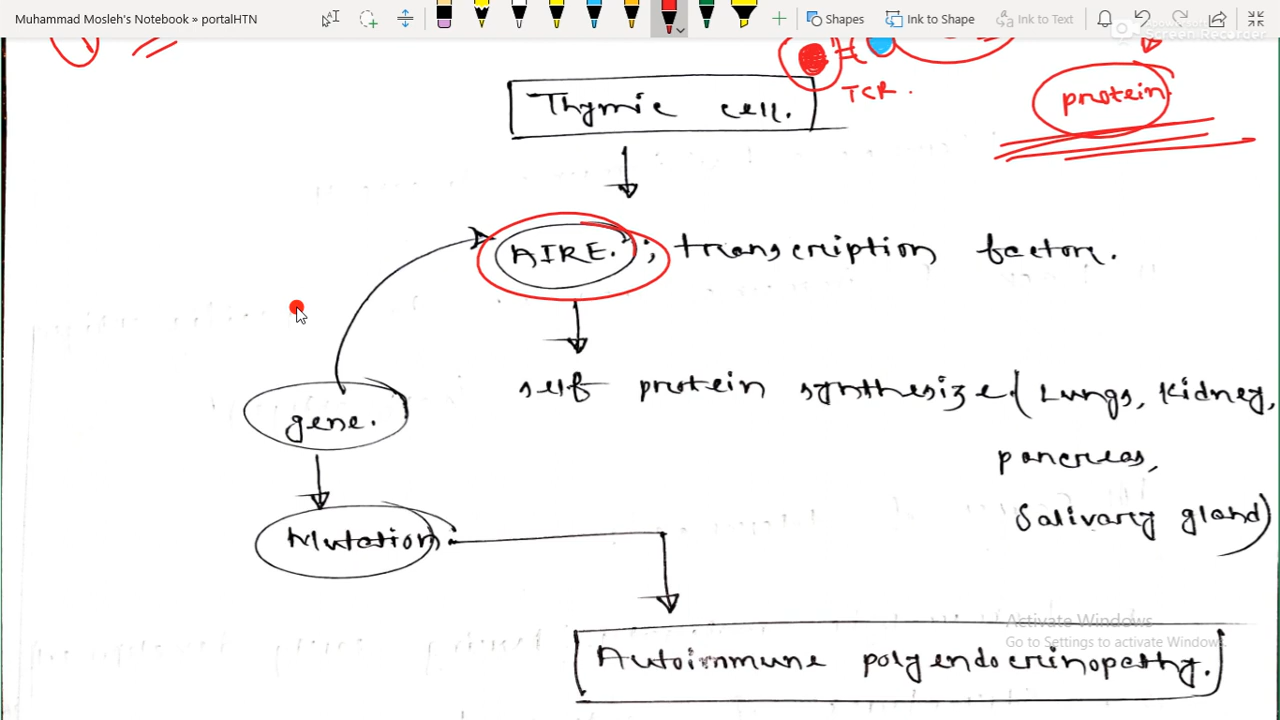 Muhammad Mosleh's Notebook » portalHTN
Shapes
Ink to Shape
Ink to Text
Screen Recorder
TCR.
protein
Thymic cell.
AIRE. ; transcription factor.
self protein synthesize (Lungs, Kidney,
pancreas,
Salivary gland)
gene.
Mutation.
Activate Windows
Go to Settings to activate Windows.
Autoimmune polyendocrinopathy.